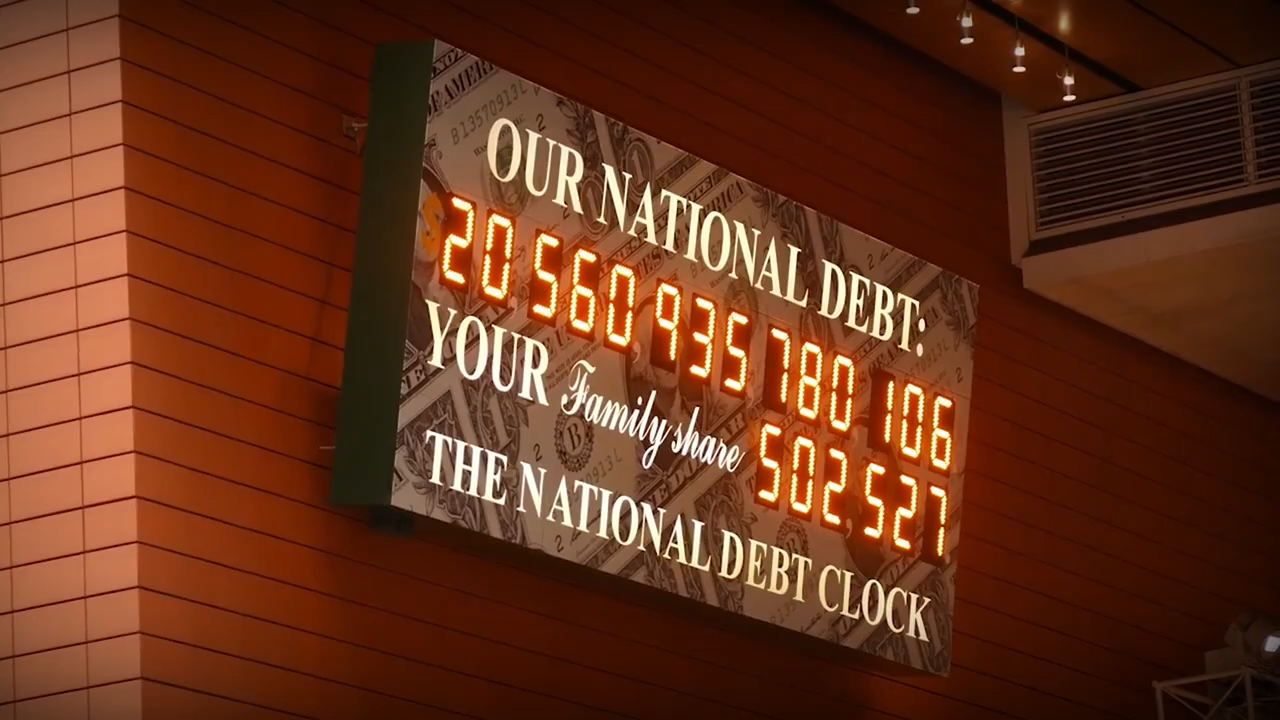 OUR NATIONAL DEBT:
$20,560,935,780,106
YOUR Family share 502,527
THE NATIONAL DEBT CLOCK